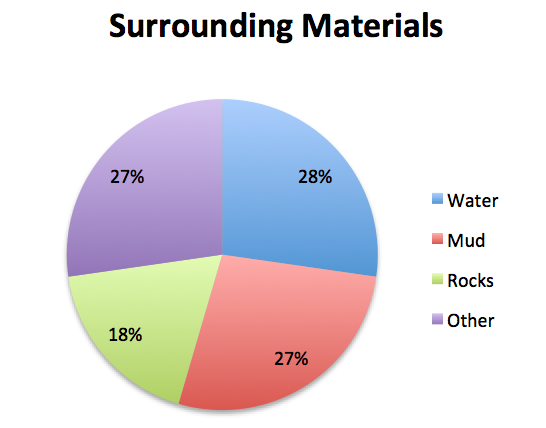 Surrounding Materials
27%
28%
18%
27%
Water
Mud
Rocks
Other